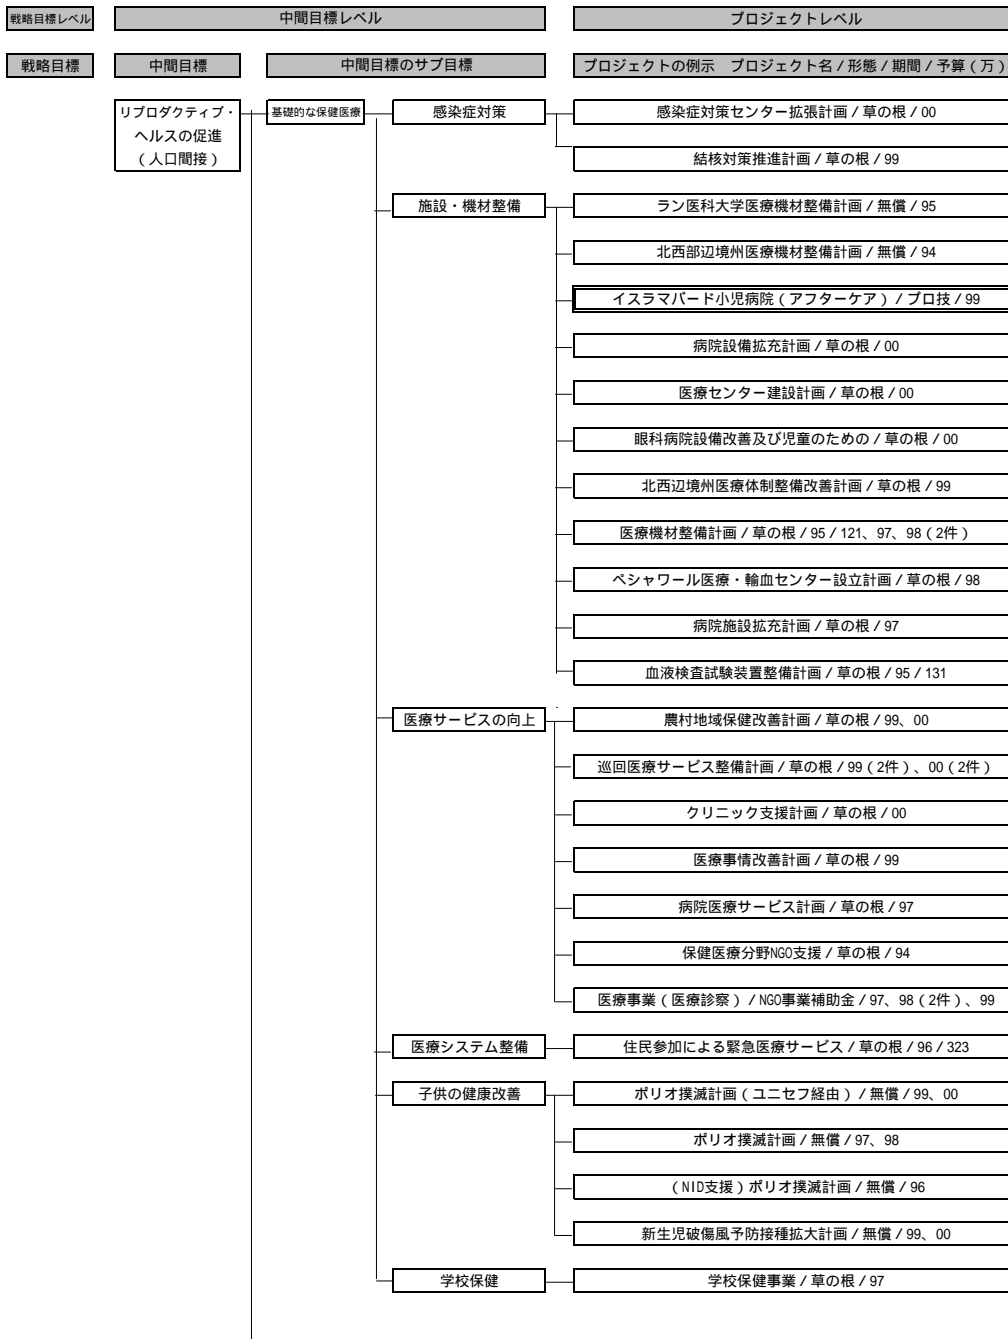 戦略目標レベル 中間目標レベル プロジェクトレベル
戦略目標 中間目標 中間目標のサブ目標 プロジェクトの例示　プロジェクト名 / 形態 / 期間 / 予算（万）
リプロダクティブ・
ヘルスの促進
（人口間接）
基礎的な保健医療
感染症対策
感染症対策センター拡張計画 / 草の根 / 00
結核対策推進計画 / 草の根 / 99
施設・機材整備
ラン医科大学医療機材整備計画 / 無償 / 95
北西部辺境州医療機材整備計画 / 無償 / 94
イスラマバード小児病院（アフターケア）/ プロ技 / 99
病院設備拡充計画 / 草の根 / 00
医療センター建設計画 / 草の根 / 00
眼科病院設備改善及び児童のための / 草の根 / 00
北西辺境州医療体制整備改善計画 / 草の根 / 99
医療機材整備計画 / 草の根 / 95 / 121、97、98（2件）
ペシャワール医療・輸血センター設立計画 / 草の根 / 98
病院施設拡充計画 / 草の根 / 97
血液検査試験装置整備計画 / 草の根 / 95 / 131
医療サービスの向上
農村地域保健改善計画 / 草の根 / 99、00
巡回医療サービス整備計画 / 草の根 / 99（2件）、00（2件）
クリニック支援計画 / 草の根 / 00
医療事情改善計画 / 草の根 / 99
病院医療サービス計画 / 草の根 / 97
保健医療分野NGO支援 / 草の根 / 94
医療事業（医療診察）/ NGO事業補助金 / 97、98（2件）、99
医療システム整備
住民参加による緊急医療サービス / 草の根 / 96 / 323
子供の健康改善
ポリオ撲滅計画（ユニセフ経由）/ 無償 / 99、00
ポリオ撲滅計画 / 無償 / 97、98
（NID支援）ポリオ撲滅計画 / 無償 / 96
新生児破傷風予防接種拡大計画 / 無償 / 99、00
学校保健
学校保健事業 / 草の根 / 97